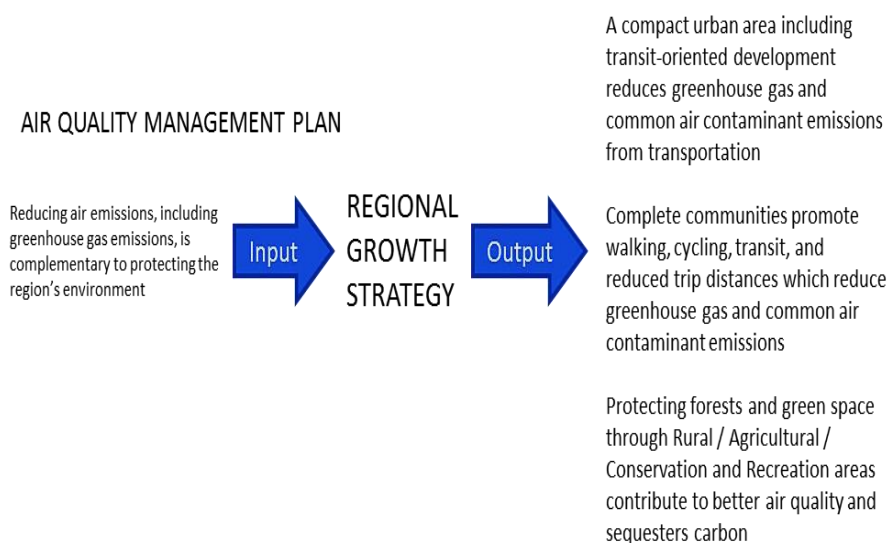 AIR QUALITY MANAGEMENT PLAN
Reducing air emissions, including
greenhouse gas emissions, is
complementary to protecting the
region's environment
Input
REGIONAL
GROWTH
STRATEGY
Output
A compact urban area including
transit-oriented development
reduces greenhouse gas and
common air contaminant emissions
from transportation
Complete communities promote
walking, cycling, transit, and
reduced trip distances which reduce
greenhouse gas and common air
contaminant emissions
Protecting forests and green space
through Rural / Agricultural /
Conservation and Recreation areas
contribute to better air quality and
sequesters carbon